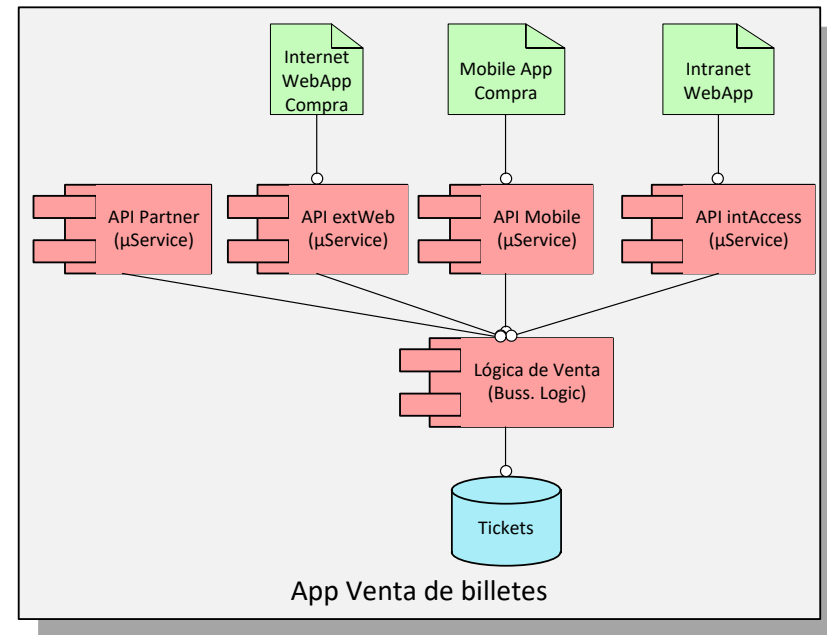 Internet
WebApp
Compra
Mobile App
Compra
Intranet
WebApp
API Partner
(µService)
API extWeb
(µService)
API Mobile
(µService)
API intAccess
(µService)
Lógica de Venta
(Buss. Logic)
Tickets
App Venta de billetes